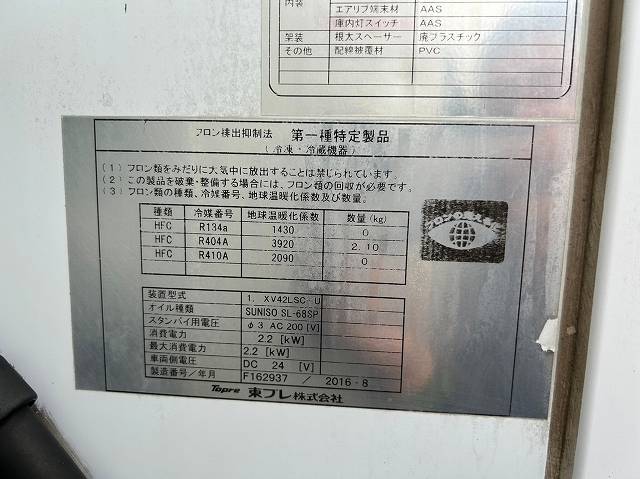 内装
エアリブ端末材 AAS
庫内灯スイッチ AAS
架装 根太スペーサー 廃プラスチック
その他 配線被覆材 PVC
フロン排出抑制法 第一種特定製品
(冷凍・冷蔵機器)
(1) フロン類をみだりに大気中に放出することは禁じられています。
(2) この製品を破棄・整備する場合には、フロン類の回収が必要です。
(3) フロン類の種類、冷媒番号、地球温暖化係数及び数量。
種類 冷媒番号 地球温暖化係数 数量(kg)
HFC R134a 1430 0
HFC R404A 3920 2.10
HFC R410A 2090 0
装置型式 1. XV42LSC U
オイル種類 SUNISO SL-68SP
スタンバイ用電圧 φ3 AC 200 [V]
消費電力 2.2 [kW]
最大消費電力 2.2 [kW]
車両側電圧 DC 24 [V]
製造番号/年月 F162937 / 2016-8
Topre 東プレ株式会社